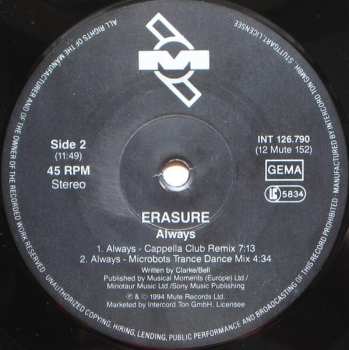 ALL RIGHTS OF THE MANUFACTURER AND OF THE OWNER OF THE RECORDED WORK RESERVED. UNAUTHORIZED COPYING, HIRING, LENDING, PUBLIC PERFORMANCE AND BROADCASTING OF THIS RECORD PROHIBITED. MANUFACTURED BY INTERCORD TON GMBH, STUTTGART, LICENSEE
M
Side 2
(11:49)
45 RPM
Stereo
INT 126.790
(12 Mute 152)
GEMA
LC 5834
ERASURE
Always
1. Always - Cappella Club Remix 7:13
2. Always - Microbots Trance Dance Mix 4:34
Written by Clarke/Bell
Published by Musical Moments (Europe) Ltd /
Minotaur Music Ltd/Sony Music Publishing
℗ & © 1994 Mute Records Ltd.
Marketed by Intercord Ton GmbH, Licensee